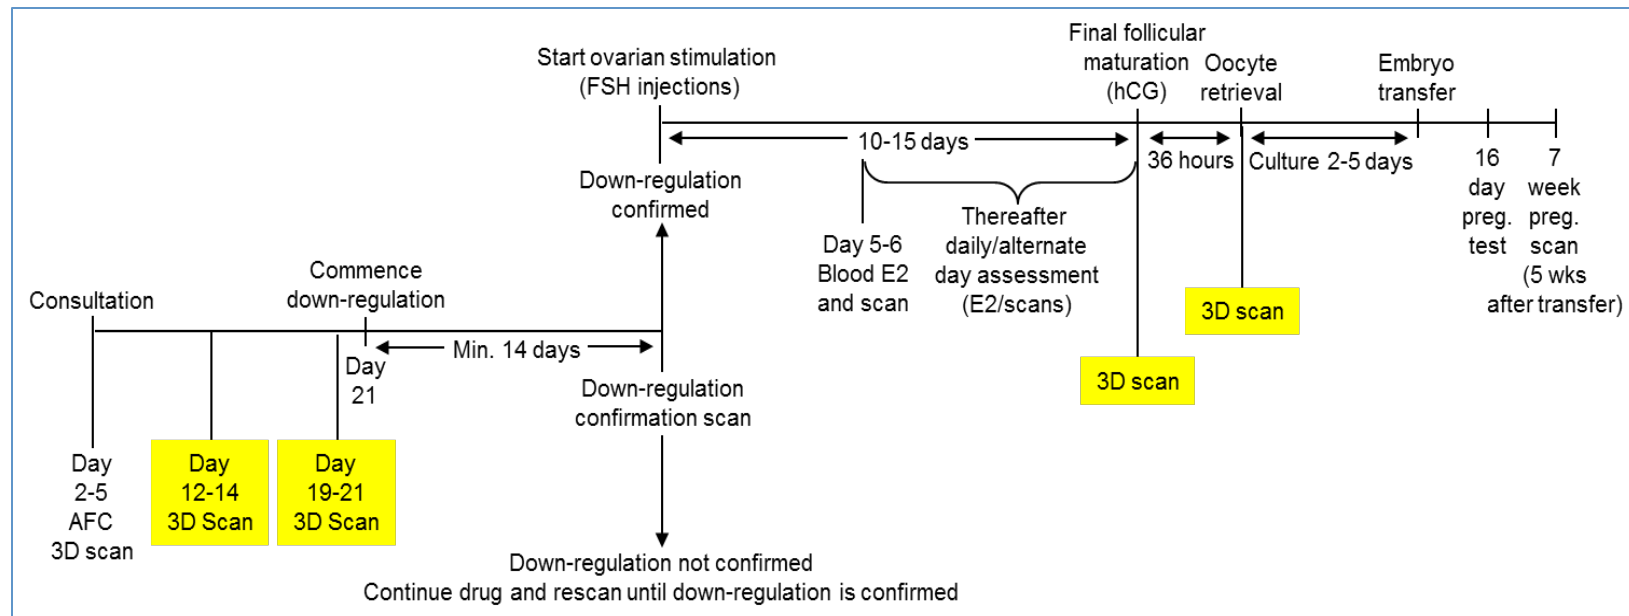 Final follicular
maturation
(hCG)
Start ovarian stimulation
(FSH injections)
Oocyte
retrieval
Embryo
transfer
10-15 days
36 hours
Culture 2-5 days
16
day
preg.
test
7
week
preg.
scan
(5 wks
after transfer)
Down-regulation
confirmed
Day 5-6
Blood E2
and scan
Thereafter
daily/alternate
day assessment
(E2/scans)
3D scan
3D scan
Consultation
Commence
down-regulation
Min. 14 days
Day
21
Down-regulation
confirmation scan
Day
2-5
AFC
3D scan
Day
12-14
3D Scan
Day
19-21
3D Scan
Down-regulation not confirmed
Continue drug and rescan until down-regulation is confirmed